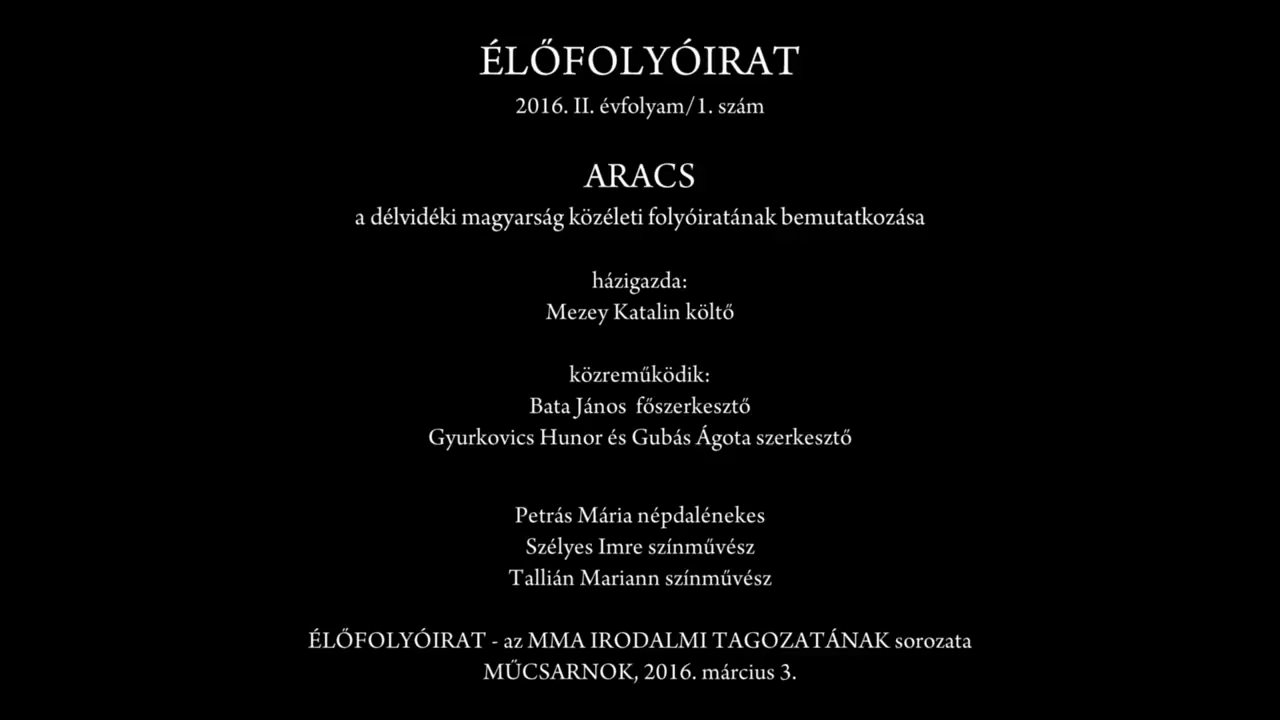 ÉLŐFOLYÓIRAT
2016. II. évfolyam/1. szám
ARACS
a délvidéki magyarság közéleti folyóiratának bemutatkozása
házigazda:
Mezey Katalin költő
közreműködik:
Bata János főszerkesztő
Gyurkovics Hunor és Gubás Ágota szerkesztő
Petrás Mária népdalénekes
Szélyes Imre színművész
Tallián Mariann színművész
ÉLŐFOLYÓIRAT - az MMA IRODALMI TAGOZATÁNAK sorozata
MŰCSARNOK, 2016. március 3.